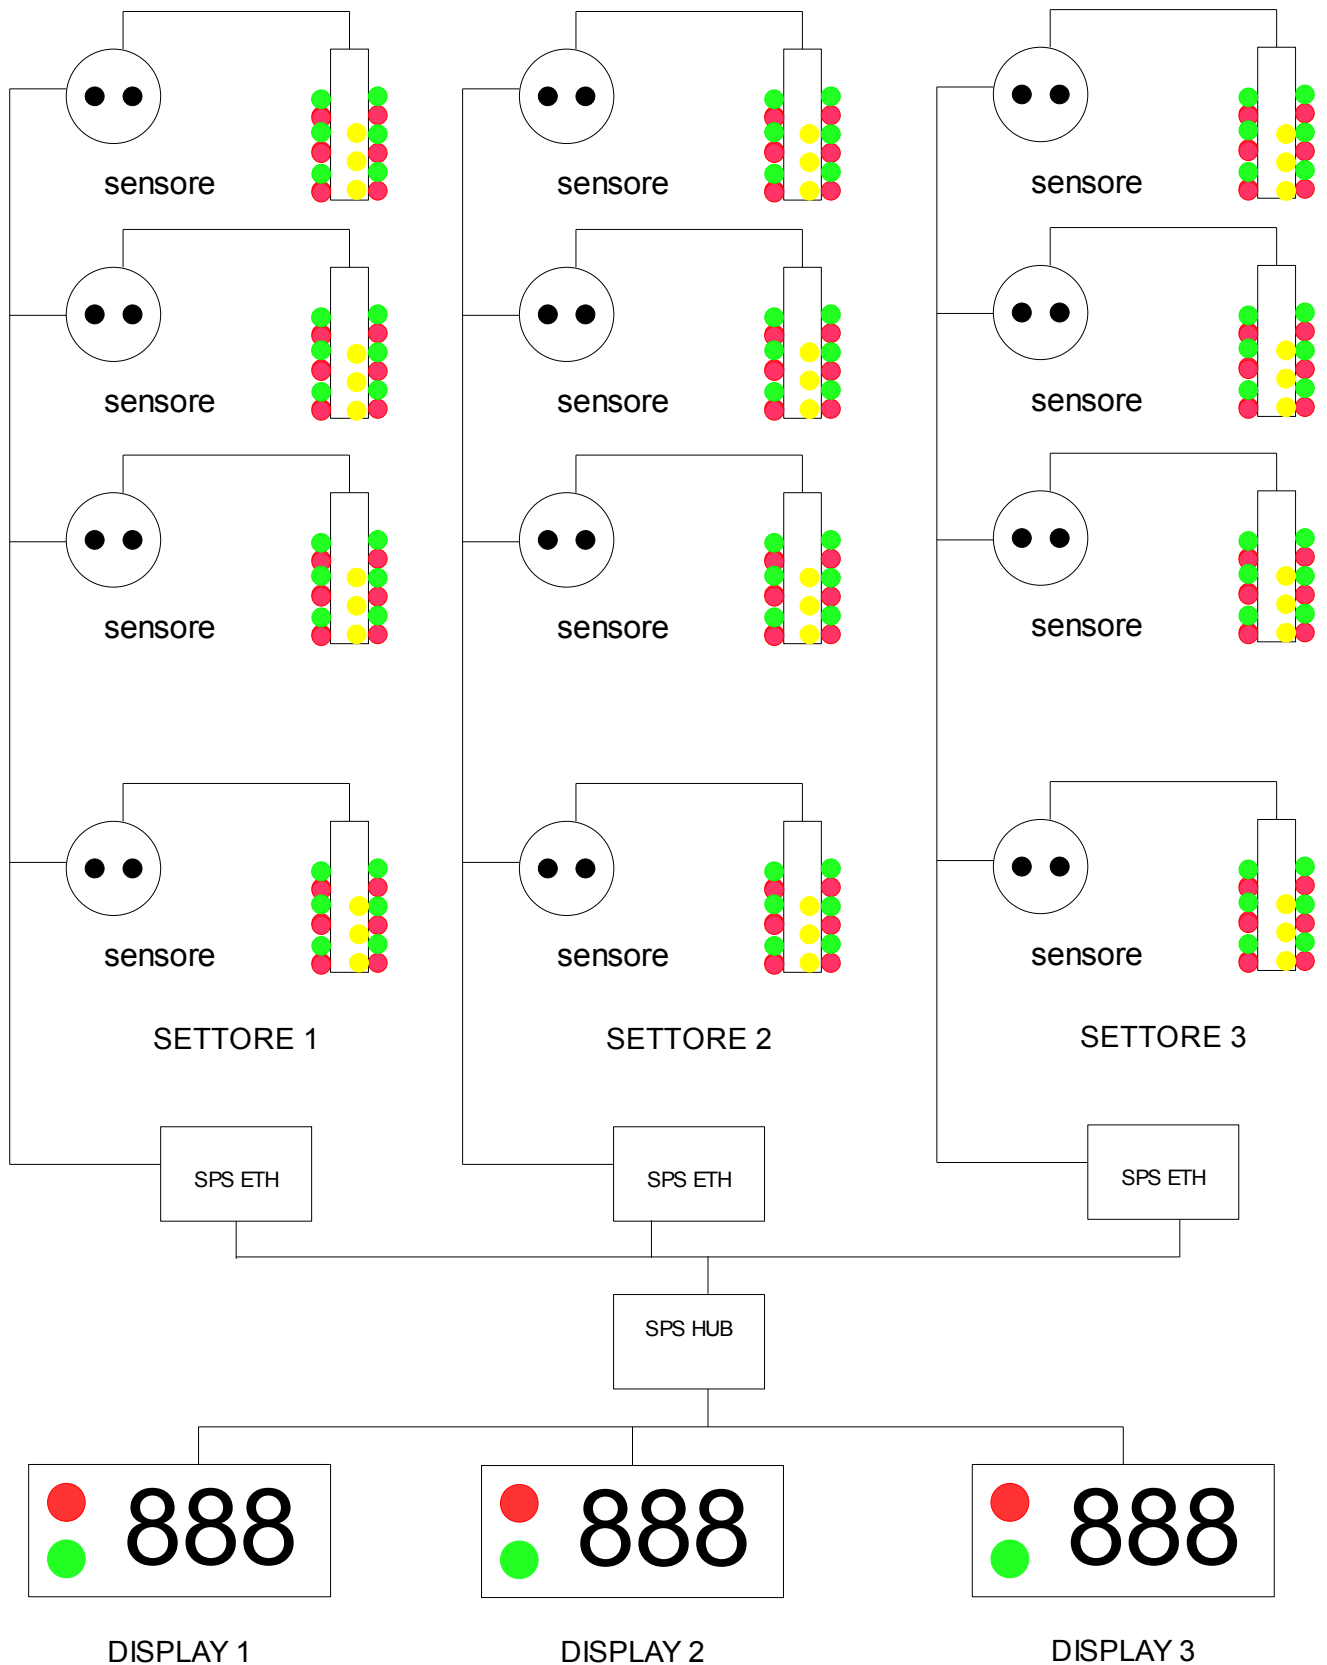 sensore sensore sensore
sensore sensore sensore
sensore sensore sensore
sensore sensore sensore
SETTORE 1 SETTORE 2 SETTORE 3
SPS ETH SPS ETH SPS ETH
SPS HUB
888 888 888
DISPLAY 1 DISPLAY 2 DISPLAY 3